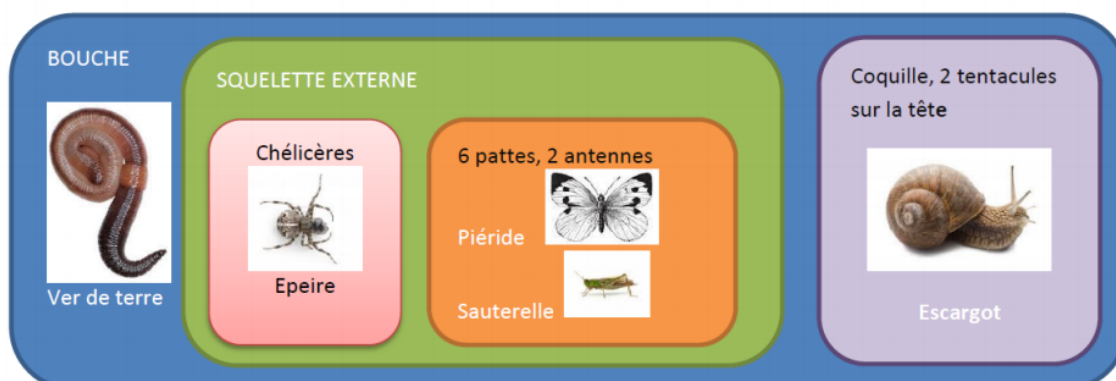 BOUCHE
Ver de terre
SQUELETTE EXTERNE
Chélicères
Epeire
6 pattes, 2 antennes
Piéride
Sauterelle
Coquille, 2 tentacules
sur la tête
Escargot